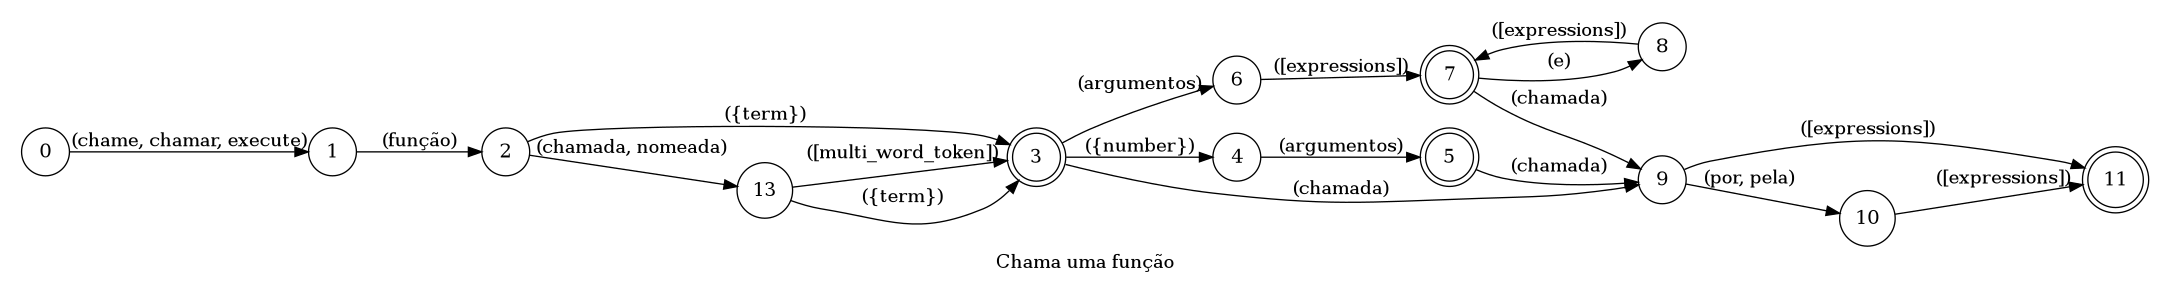 0
(chame, chamar, execute)
1
(função)
2
({term})
(chamada, nomeada)
13
([multi_word_token])
({term})
3
(argumentos)
6
([expressions])
7
([expressions])
(e)
8
({number})
4
(argumentos)
5
(chamada)
(chamada)
(chamada)
9
([expressions])
(por, pela)
10
([expressions])
11
Chama uma função